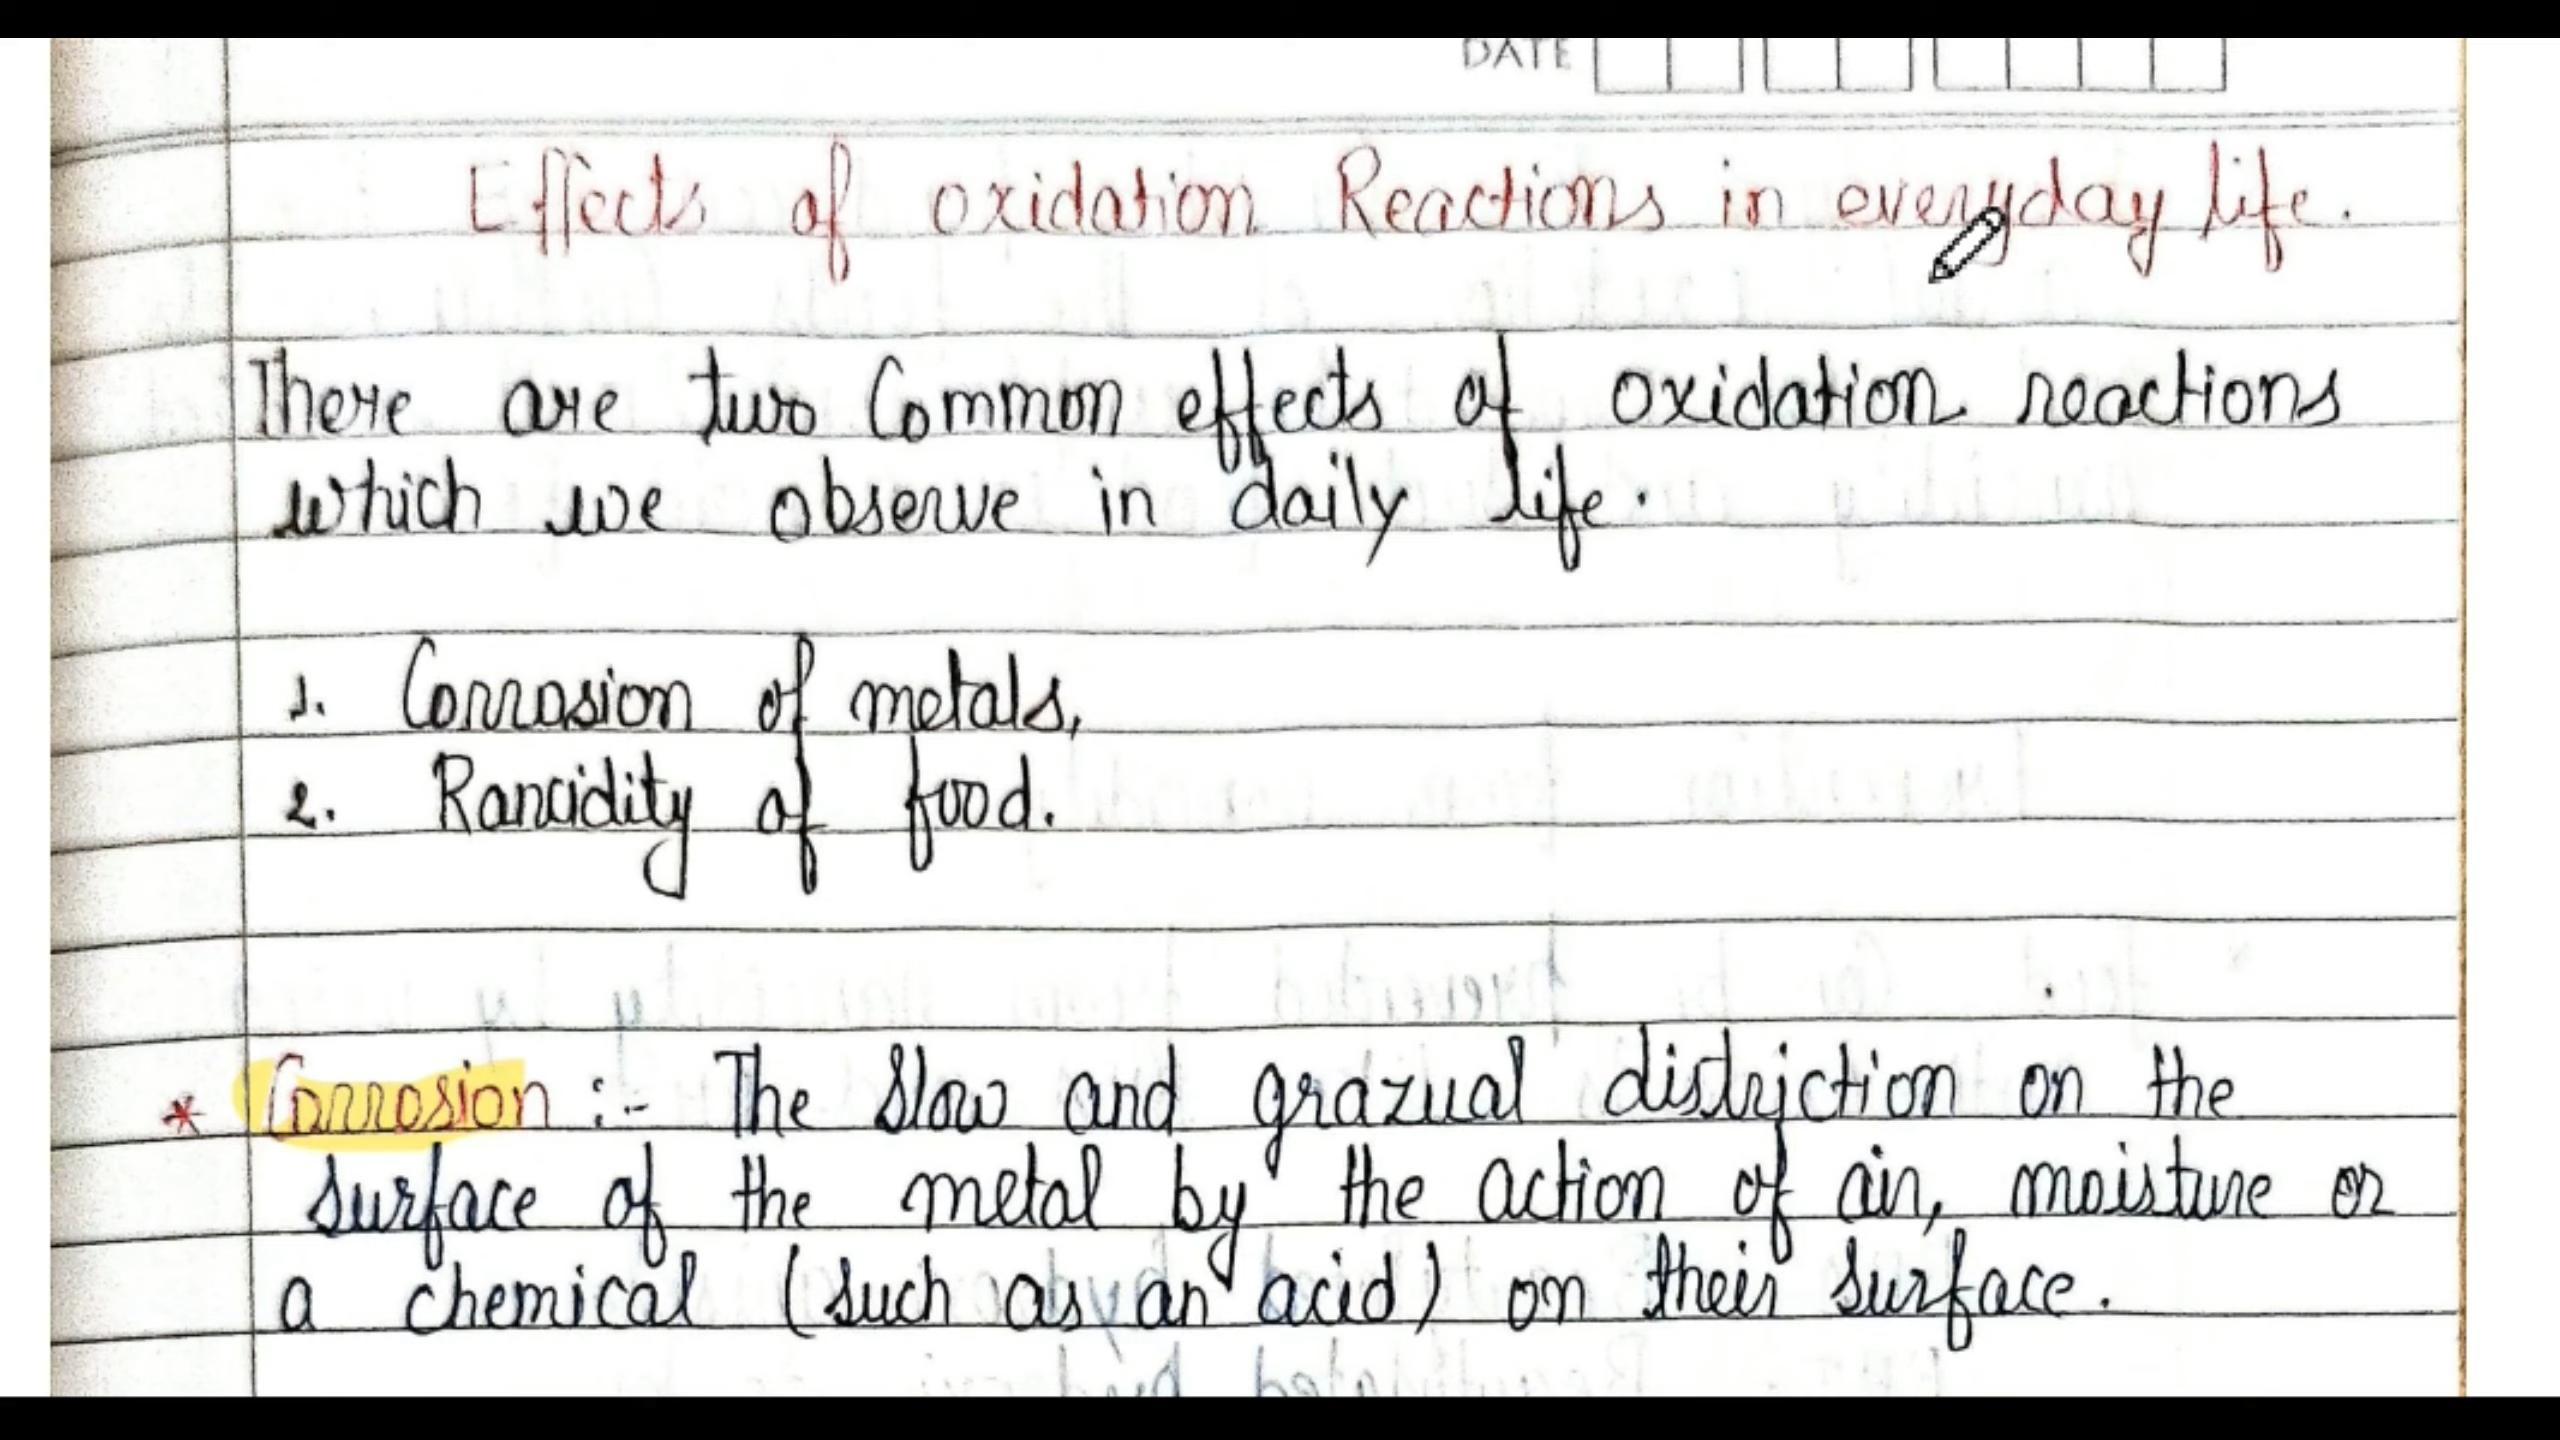 DATE
Effects of oxidation Reactions in everyday life.
There are two Common effects of oxidation reactions
which we observe in daily life.
1. Corrosion of metals,
2. Rancidity of food.
* Corrosion :- The slow and grazual distriction on the
surface of the metal by the action of air, moisture or
a chemical (such as an acid) on their surface.